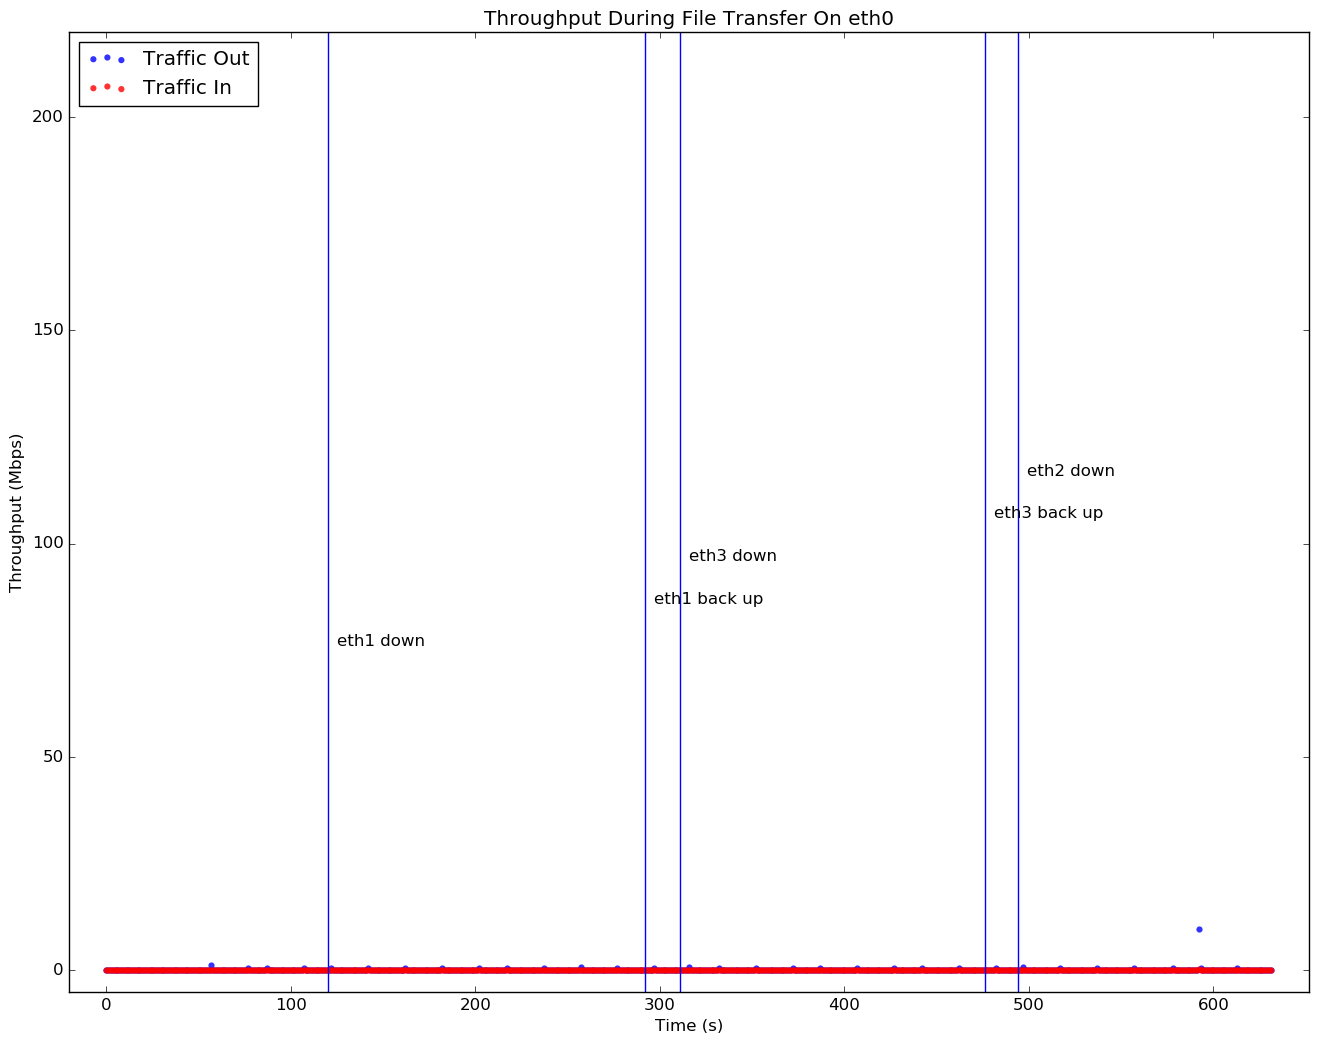 Throughput During File Transfer On eth0
Traffic Out
Traffic In
200
150
100
50
0
Throughput (Mbps)
eth2 down
eth3 back up
eth3 down
eth1 back up
eth1 down
0
100
200
300
400
500
600
Time (s)